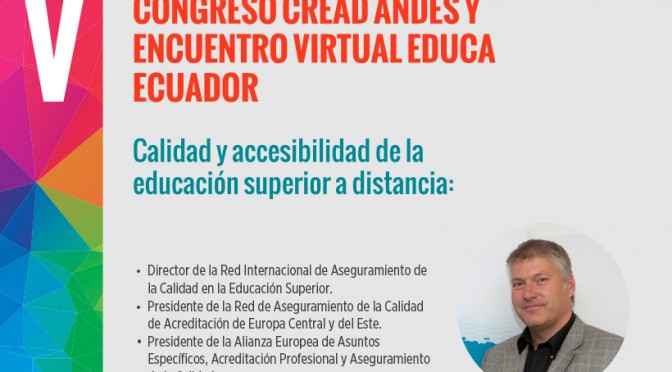 V
CONGRESO CREAD ANDES Y
ENCUENTRO VIRTUAL EDUCA
ECUADOR
Calidad y accesibilidad de la
educación superior a distancia:
• Director de la Red Internacional de Aseguramiento de
la Calidad en la Educación Superior.
• Presidente de la Red de Aseguramiento de la Calidad
de Acreditación de Europa Central y del Este.
• Presidente de la Alianza Europea de Asuntos
Específicos, Acreditación Profesional y Aseguramiento